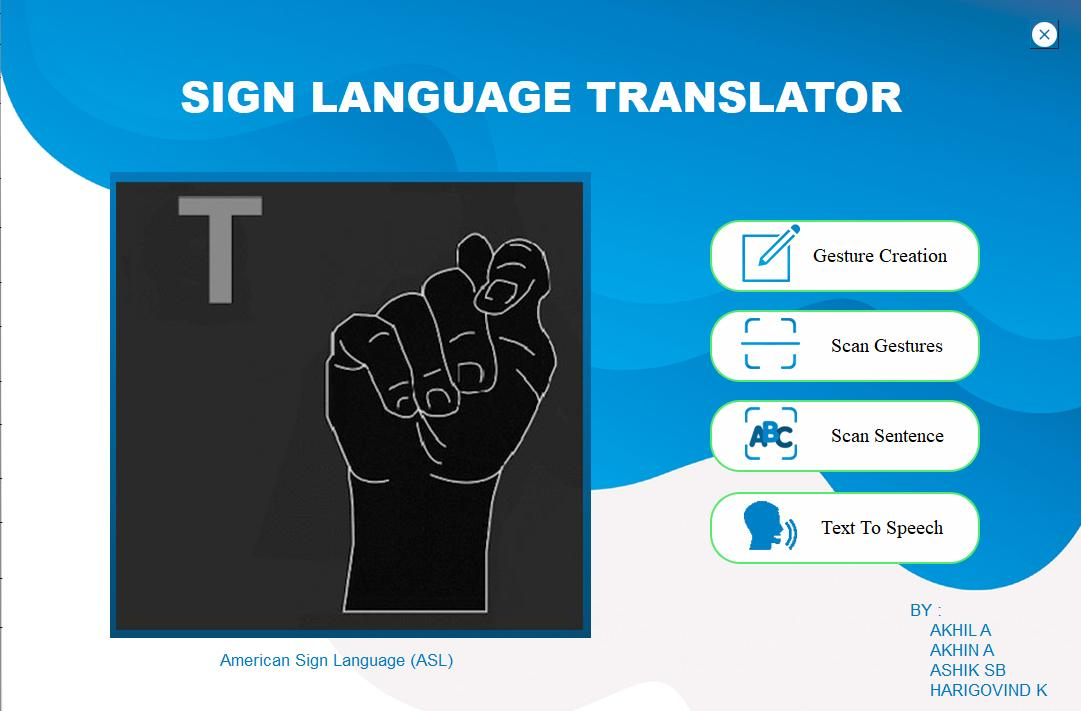 SIGN LANGUAGE TRANSLATOR
T
Gesture Creation
Scan Gestures
ABC
Scan Sentence
Text To Speech
American Sign Language (ASL)
BY :
AKHIL A
AKHIN A
ASHIK SB
HARIGOVIND K